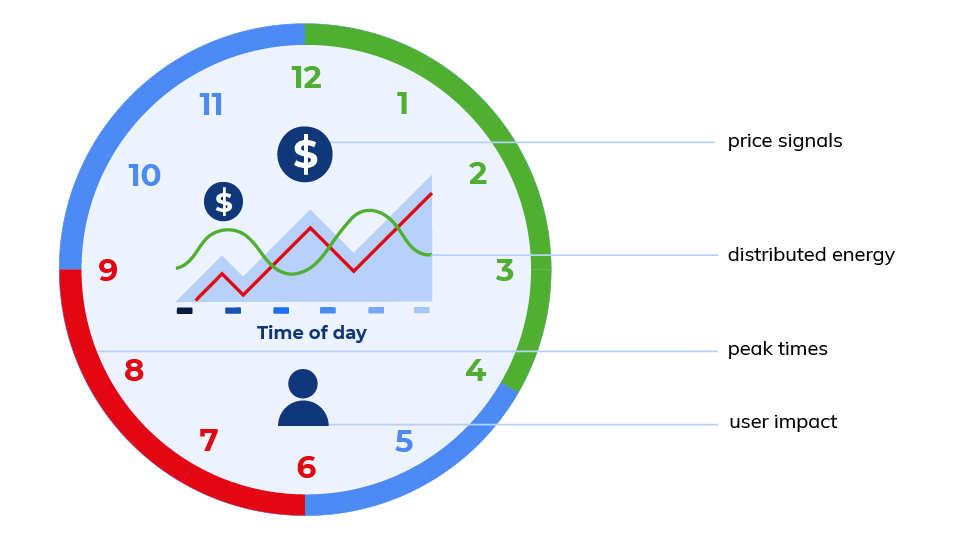 12
11
1
$
price signals
10
2
$
9
3
distributed energy
Time of day
8
4
peak times
7
5
user impact
6